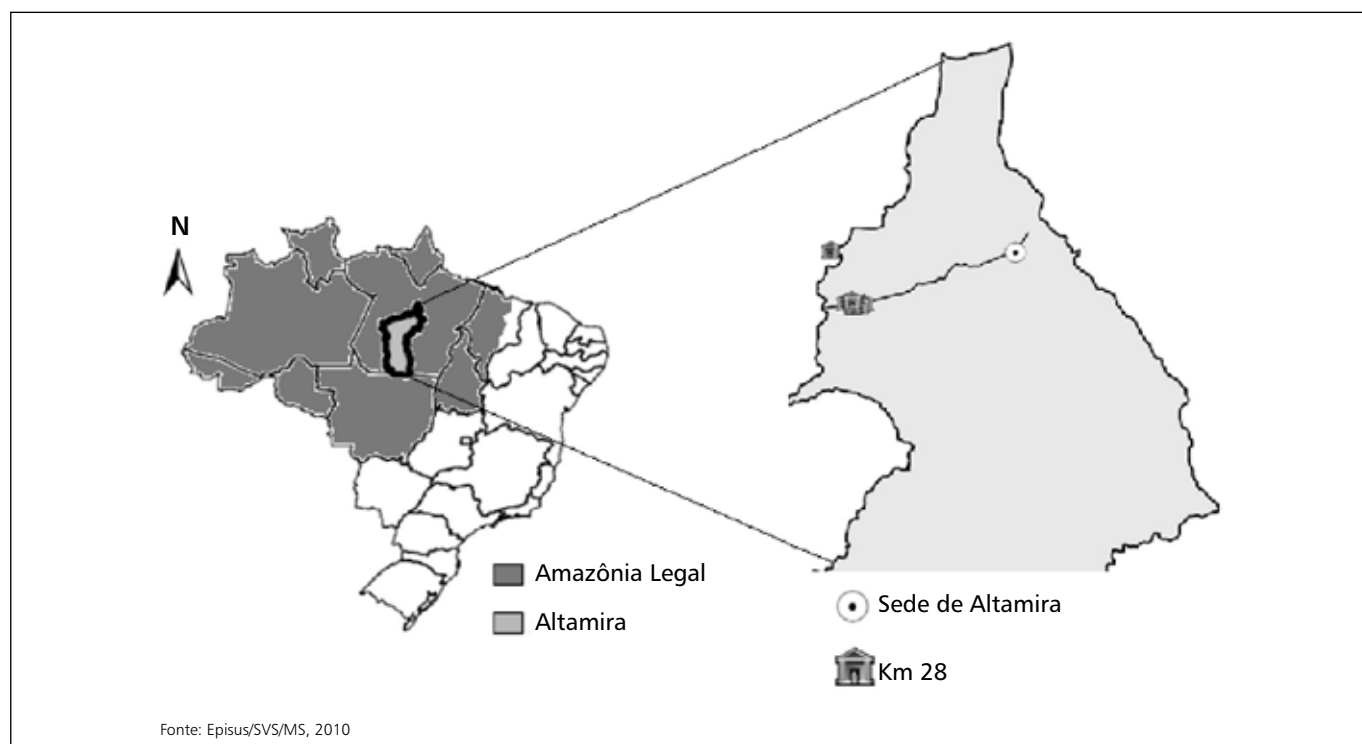 N
Amazônia Legal
Altamira
Sede de Altamira
Km 28
Fonte: Episus/SVS/MS, 2010